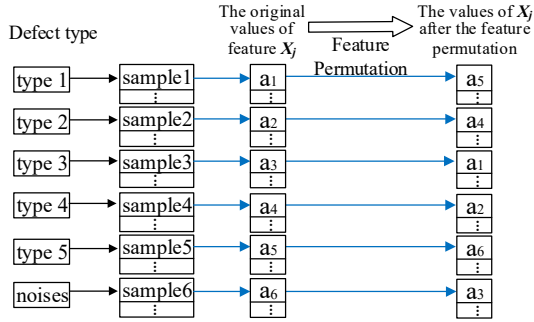 Defect type
The original
values of
feature Xj
Feature
Permutation
The values of Xj
after the feature
permutation
type 1
sample1
⋮
a1
⋮
a5
⋮
type 2
sample2
⋮
a2
⋮
a4
⋮
type 3
sample3
⋮
a3
⋮
a1
⋮
type 4
sample4
⋮
a4
⋮
a2
⋮
type 5
sample5
⋮
a5
⋮
a6
⋮
noises
sample6
⋮
a6
⋮
a3
⋮